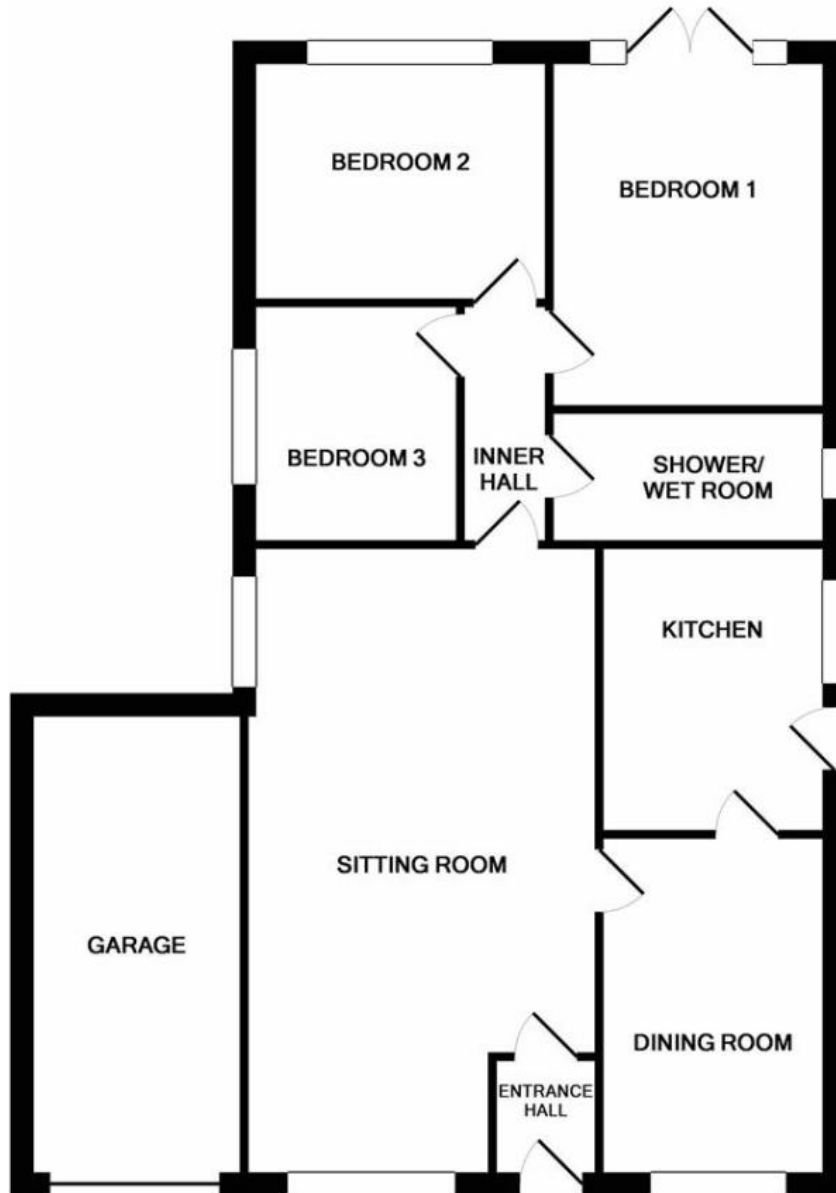 BEDROOM 2
BEDROOM 1
BEDROOM 3
INNER
HALL
SHOWER/
WET ROOM
KITCHEN
SITTING ROOM
GARAGE
DINING ROOM
ENTRANCE
HALL